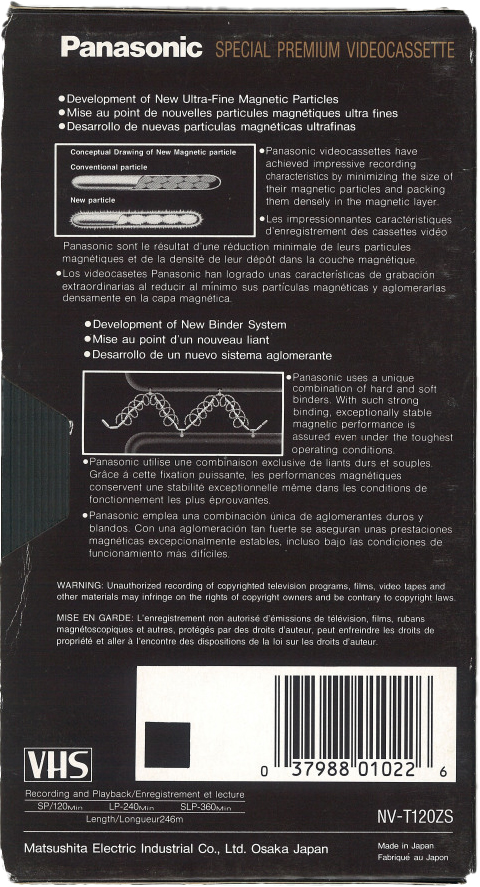 Panasonic SPECIAL PREMIUM VIDEOCASSETTE
●Development of New Ultra-Fine Magnetic Particles
●Mise au point de nouvelles particules magnétiques ultra fines
●Desarrollo de nuevas particulas magnéticas ultrafinas
Conceptual Drawing of New Magnetic particle
Conventional particle
New particle
●Panasonic videocassettes have
achieved impressive recording
characteristics by minimizing the size of
their magnetic particles and packing
them densely in the magnetic layer.
●Les impressionnantes caractéristiques
d'enregistrement des cassettes vidéo
Panasonic sont le résultat d'une réduction minimale de leurs particules
magnétiques et de la densité de leur dépôt dans la couche magnétique.
●Los videocasetes Panasonic han logrado unas características de grabación
extraordinarias al reducir al mínimo sus partículas magnéticas y aglomerarlas
densamente en la capa magnética.
●Development of New Binder System
●Mise au point d'un nouveau liant
●Desarrollo de un nuevo sistema aglomerante
●Panasonic uses a unique
combination of hard and soft
binders. With such strong
binding, exceptionally stable
magnetic performance is
assured even under the toughest
operating conditions.
●Panasonic utilise une combinaison exclusive de liants durs et souples.
Grâce à cette fixation puissante, les performances magnétiques
conservent une stabilité exceptionnelle même dans les conditions de
fonctionnement les plus éprouvantes.
●Panasonic emplea una combinación única de aglomerantes duros y
blandos. Con una aglomeración tan fuerte se aseguran unas prestaciones
magnéticas excepcionalmente estables, incluso bajo las condiciones de
funcionamiento más difíciles.
WARNING: Unauthorized recording of copyrighted television programs, films, video tapes and
other materials may infringe on the rights of copyright owners and be contrary to copyright laws.
MISE EN GARDE: L'enregistrement non autorisé d'émissions de télévision, films, rubans
magnétoscopiques et autres, protégés par des droits d'auteur, peut enfreindre les droits de
propriété et aller à l'encontre des dispositions de la loi sur les droits d'auteur.
0 37988 01022 6
VHS
Recording and Playback/Enregistrement et lecture
SP/120Min LP-240Min SLP-360Min
Length/Longueur246m
NV-T120ZS
Matsushita Electric Industrial Co., Ltd. Osaka Japan
Made in Japan
Fabriqué au Japon